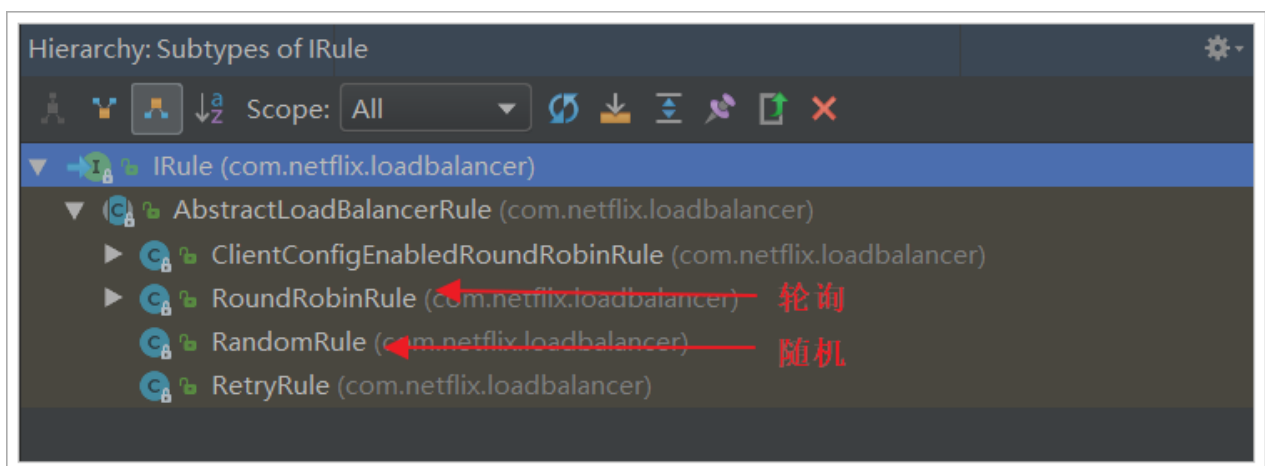 Hierarchy: Subtypes of IRule
Scope: All
IRule (com.netflix.loadbalancer)
AbstractLoadBalancerRule (com.netflix.loadbalancer)
ClientConfigEnabledRoundRobinRule (com.netflix.loadbalancer)
RoundRobinRule (com.netflix.loadbalancer) 轮询
RandomRule (com.netflix.loadbalancer) 随机
RetryRule (com.netflix.loadbalancer)